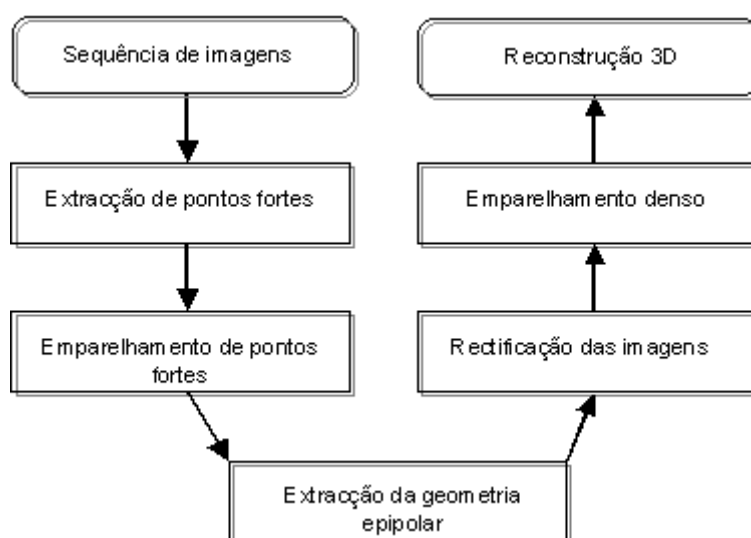 Sequência de imagens
Extracção de pontos fortes
Emparelhamento de pontos
fortes
Extracção da geometria
epipolar
Rectificação das imagens
Emparelhamento denso
Reconstrução 3D